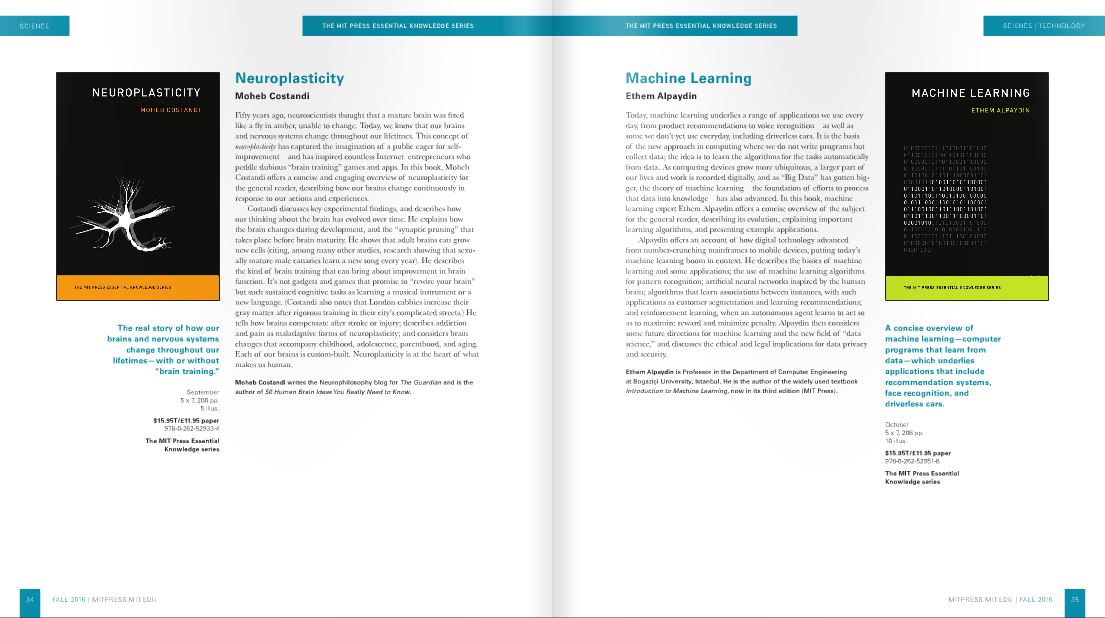 SCIENCE
THE MIT PRESS ESSENTIAL KNOWLEDGE SERIES
NEUROPLASTICITY
MOHEB COSTANDI
THE MIT PRESS ESSENTIAL KNOWLEDGE SERIES
The real story of how our
brains and nervous systems
change throughout our
lifetimes—with or without
"brain training."
September
5 x 7, 200 pp.
5 illus.
$15.95T/£11.95 paper
978-0-262-52933-4
The MIT Press Essential
Knowledge series
Neuroplasticity
Moheb Costandi
Fifty years ago, neuroscientists thought that a mature brain was fixed
like a fly in amber, unable to change. Today, we know that our brains
and nervous systems change throughout our lifetimes. This concept of
neuroplasticity has captured the imagination of a public eager for self-
improvement and has inspired countless Internet entrepreneurs who
peddle dubious "brain training" games and apps. In this book, Moheb
Costandi offers a concise and engaging overview of neuroplasticity for
the general reader, describing how our brains change continuously in
response to our actions and experiences.
Costandi discusses key experimental findings, and describes how
our thinking about the brain has evolved over time. He explains how
the brain changes during development, and the "synaptic pruning" that
takes place before brain maturity. He shows that adult brains can grow
new cells (citing, among many other studies, research showing that sexu-
ally mature male canaries learn a new song every year). He describes
the kind of brain training that can bring about improvement in brain
function. It's not gadgets and games that promise to "rewire your brain"
but such sustained cognitive tasks as learning a musical instrument or a
new language. (Costandi also notes that London cabbies increase their
gray matter after rigorous training in their city's complicated streets.) He
tells how brains compensate after stroke or injury; describes addiction
and pain as maladaptive forms of neuroplasticity; and considers brain
changes that accompany childhood, adolescence, parenthood, and aging.
Each of our brains is custom-built. Neuroplasticity is at the heart of what
makes us human.
Moheb Costandi writes the Neurophilosophy blog for The Guardian and is the
author of 50 Human Brain Ideas You Really Need to Know.
34
FALL 2016 | MITPRESS.MIT.EDU
THE MIT PRESS ESSENTIAL KNOWLEDGE SERIES
SCIENCE | TECHNOLOGY
Machine Learning
Ethem Alpaydin
Today, machine learning underlies a range of applications we use every
day, from product recommendations to voice recognition as well as
some we don't yet use everyday, including driverless cars. It is the basis
of the new approach in computing where we do not write programs but
collect data; the idea is to learn the algorithms for the tasks automatically
from data. As computing devices grow more ubiquitous, a larger part of
our lives and work is recorded digitally, and as "Big Data" has gotten big-
ger, the theory of machine learning the foundation of efforts to process
that data into knowledge has also advanced. In this book, machine
learning expert Ethem Alpaydin offers a concise overview of the subject
for the general reader, describing its evolution, explaining important
learning algorithms, and presenting example applications.
Alpaydin offers an account of how digital technology advanced
from number-crunching mainframes to mobile devices, putting today's
machine learning boom in context. He describes the basics of machine
learning and some applications; the use of machine learning algorithms
for pattern recognition; artificial neural networks inspired by the human
brain; algorithms that learn associations between instances, with such
applications as customer segmentation and learning recommendations;
and reinforcement learning, when an autonomous agent learns to act so
as to maximize reward and minimize penalty. Alpaydin then considers
some future directions for machine learning and the new field of "data
science," and discusses the ethical and legal implications for data privacy
and security.
Ethem Alpaydin is Professor in the Department of Computer Engineering
at Bogaziçi University, Istanbul. He is the author of the widely used textbook
Introduction to Machine Learning, now in its third edition (MIT Press).
MACHINE LEARNING
ETHEM ALPAYDIN
THE MIT PRESS ESSENTIAL KNOWLEDGE SERIES
A concise overview of
machine learning—computer
programs that learn from
data—which underlies
applications that include
recommendation systems,
face recognition, and
driverless cars.
October
5 x 7, 208 pp.
10 illus.
$15.95T/£11.95 paper
978-0-262-52951-8
The MIT Press Essential
Knowledge series
MITPRESS.MIT.EDU | FALL 2016
35